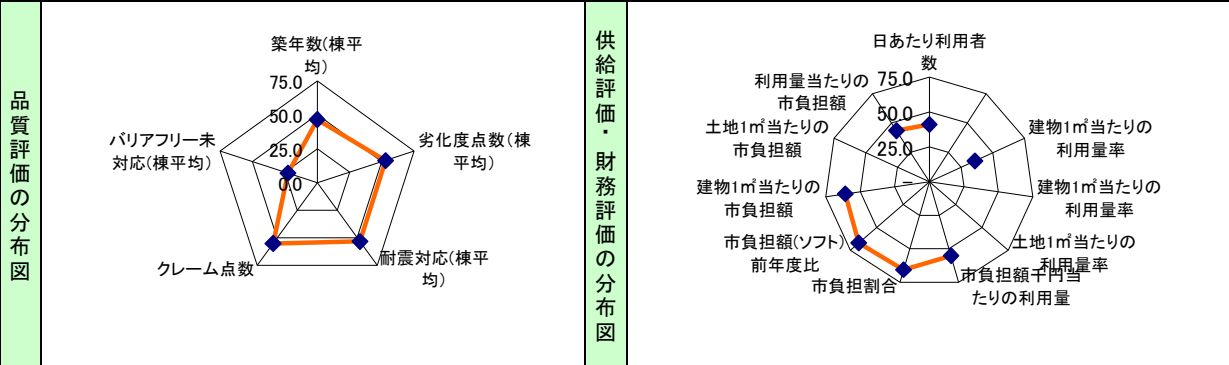 品質評価の分布図
築年数(棟平
均)
75.0
50.0
25.0
0.0
劣化度点数(棟
平均)
耐震対応(棟平
均)
クレーム点数
バリアフリー未
対応(棟平均)
供給評価・財務評価の分布図
日あたり利用者
数
75.0
50.0
25.0
–
建物1㎡当たりの
利用量率
建物1㎡当たりの
利用量率
土地1㎡当たりの
利用量率
市負担額千円当
たりの利用量
市負担割合
市負担額(ソフト)
前年度比
建物1㎡当たりの
市負担額
土地1㎡当たりの
市負担額
利用量当たりの
市負担額